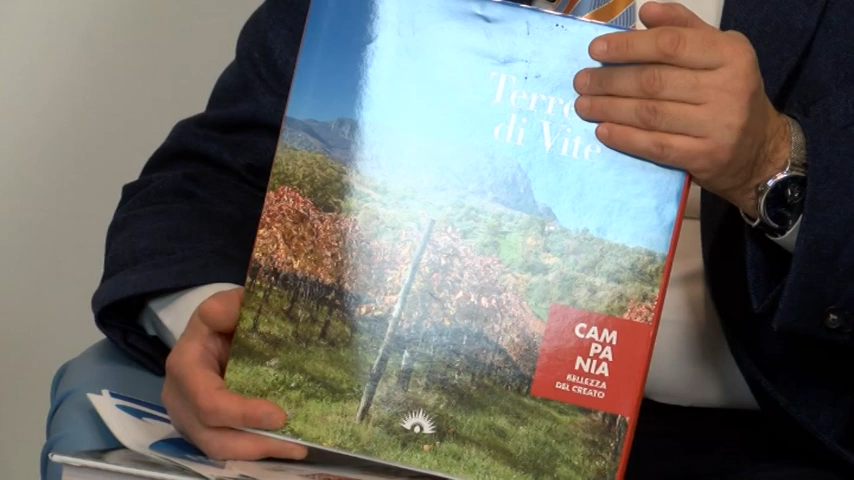 Terre
di Vite
CAM
PA
NIA
BELLEZZA
DEL CREATO